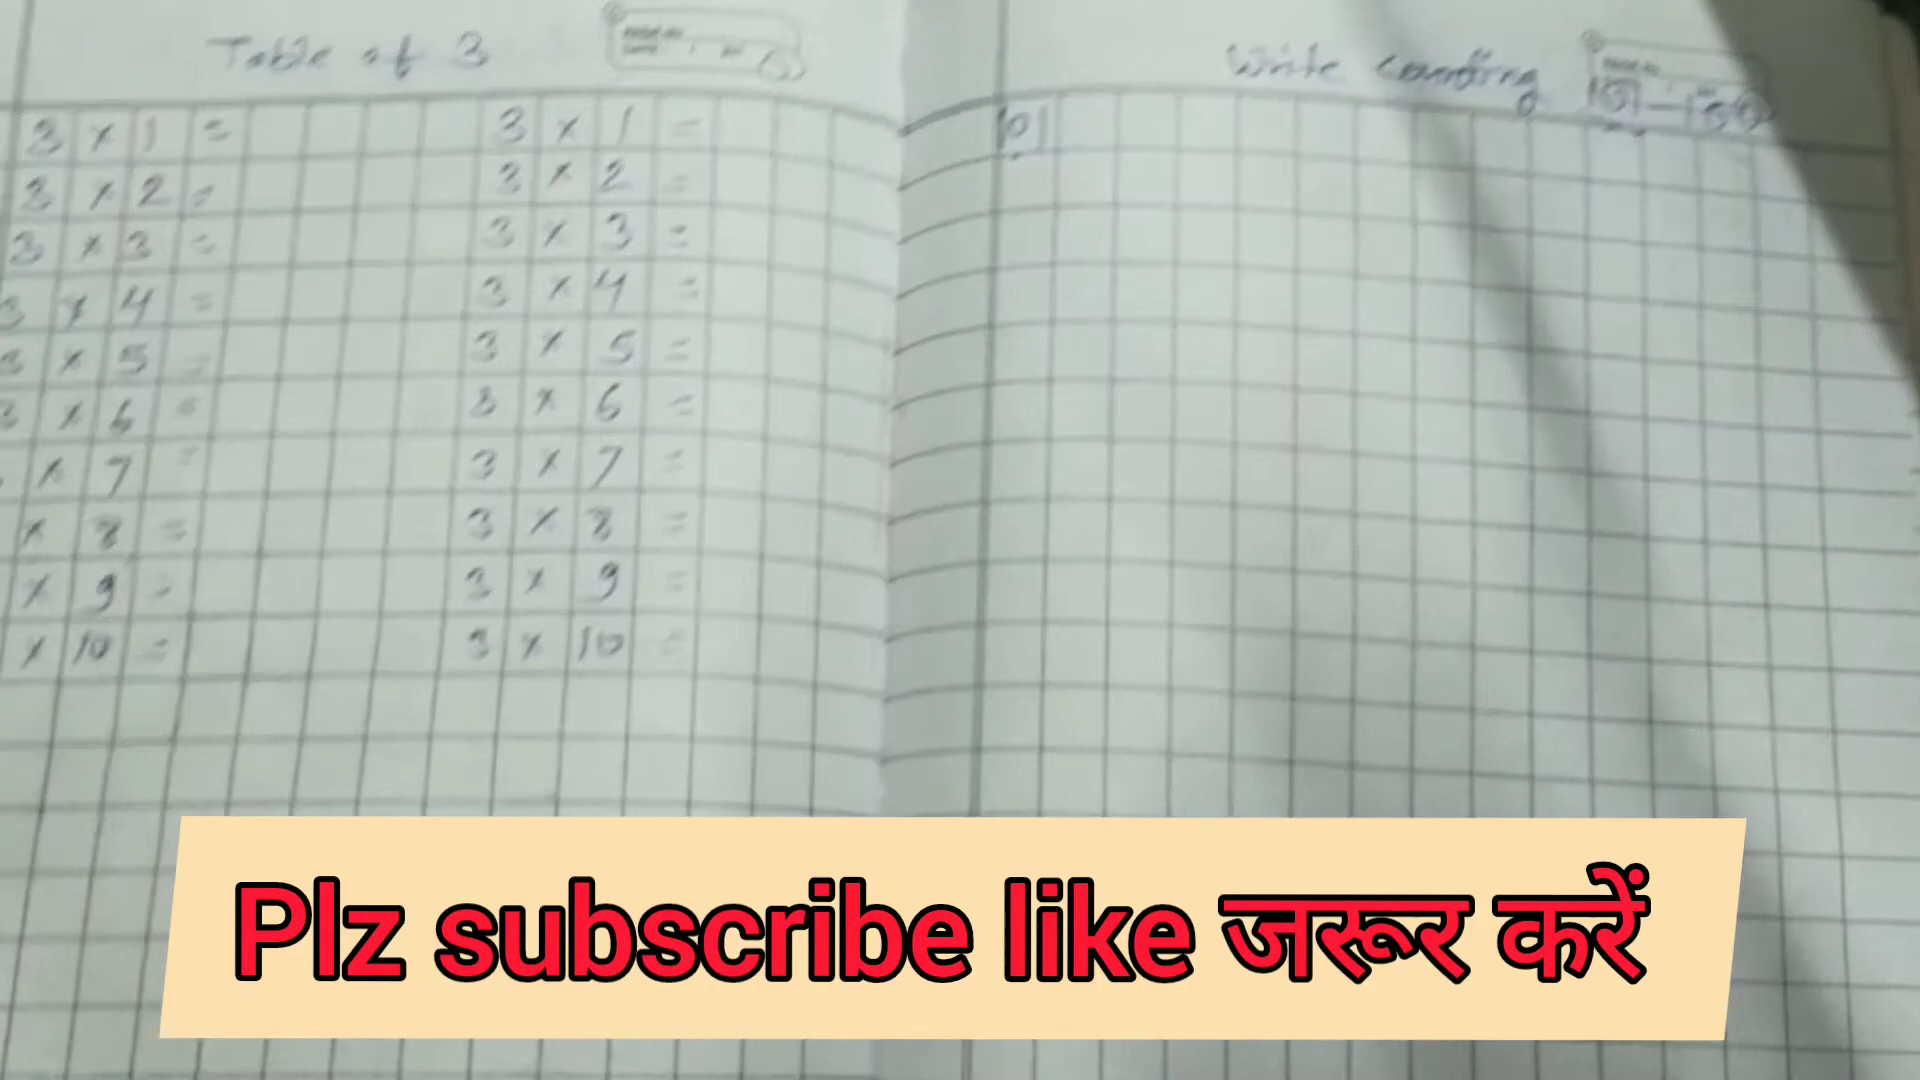 Table of 3
3 × 1 =
3 × 2 =
3 × 3 =
3 × 4 =
3 × 5 =
3 × 6 =
× 7 =
× 8 =
× 9 =
× 10 =
3 × 1 =
3 × 2 =
3 × 3 =
3 × 4 =
3 × 5 =
3 × 6 =
3 × 7 =
3 × 8 =
3 × 9 =
3 × 10 =
Write counting 101 –
101
Plz subscribe like जरूर करें